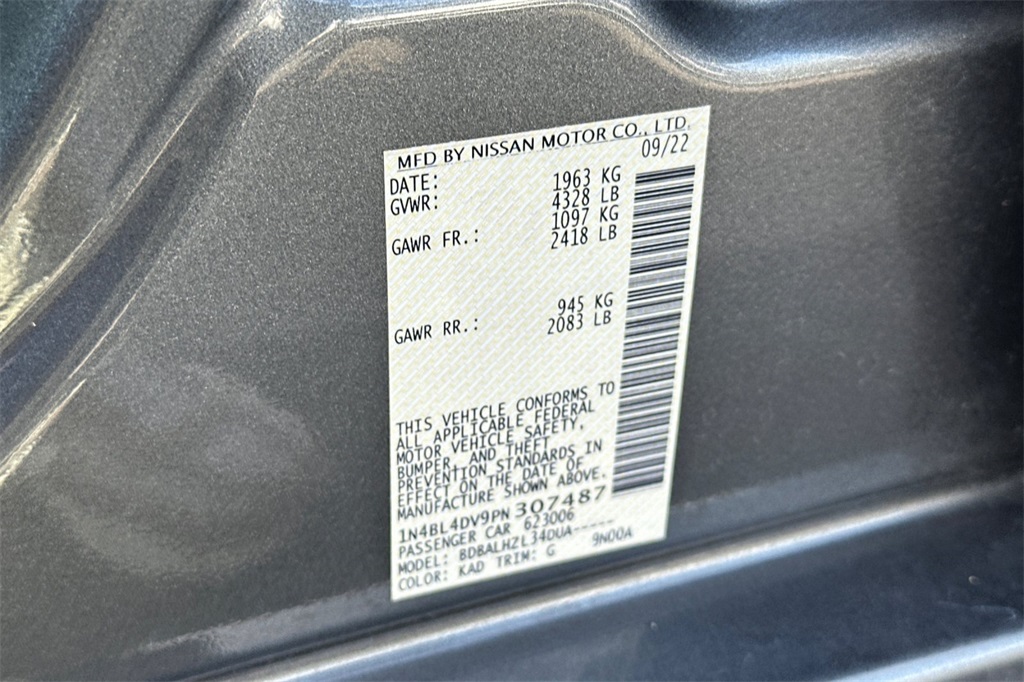 MFD BY NISSAN MOTOR CO., LTD.
DATE: 09/22
GVWR: 1963 KG
4328 LB
GAWR FR.: 1097 KG
2418 LB
GAWR RR.: 945 KG
2083 LB
THIS VEHICLE CONFORMS TO
ALL APPLICABLE FEDERAL
MOTOR VEHICLE SAFETY,
BUMPER, AND THEFT
PREVENTION STANDARDS IN
EFFECT ON THE DATE OF
MANUFACTURE SHOWN ABOVE.
1N4BL4DV9PN 307487
PASSENGER CAR 623006
MODEL: BDBALHZL34DUA-----
COLOR: KAD TRIM: G 9N00A